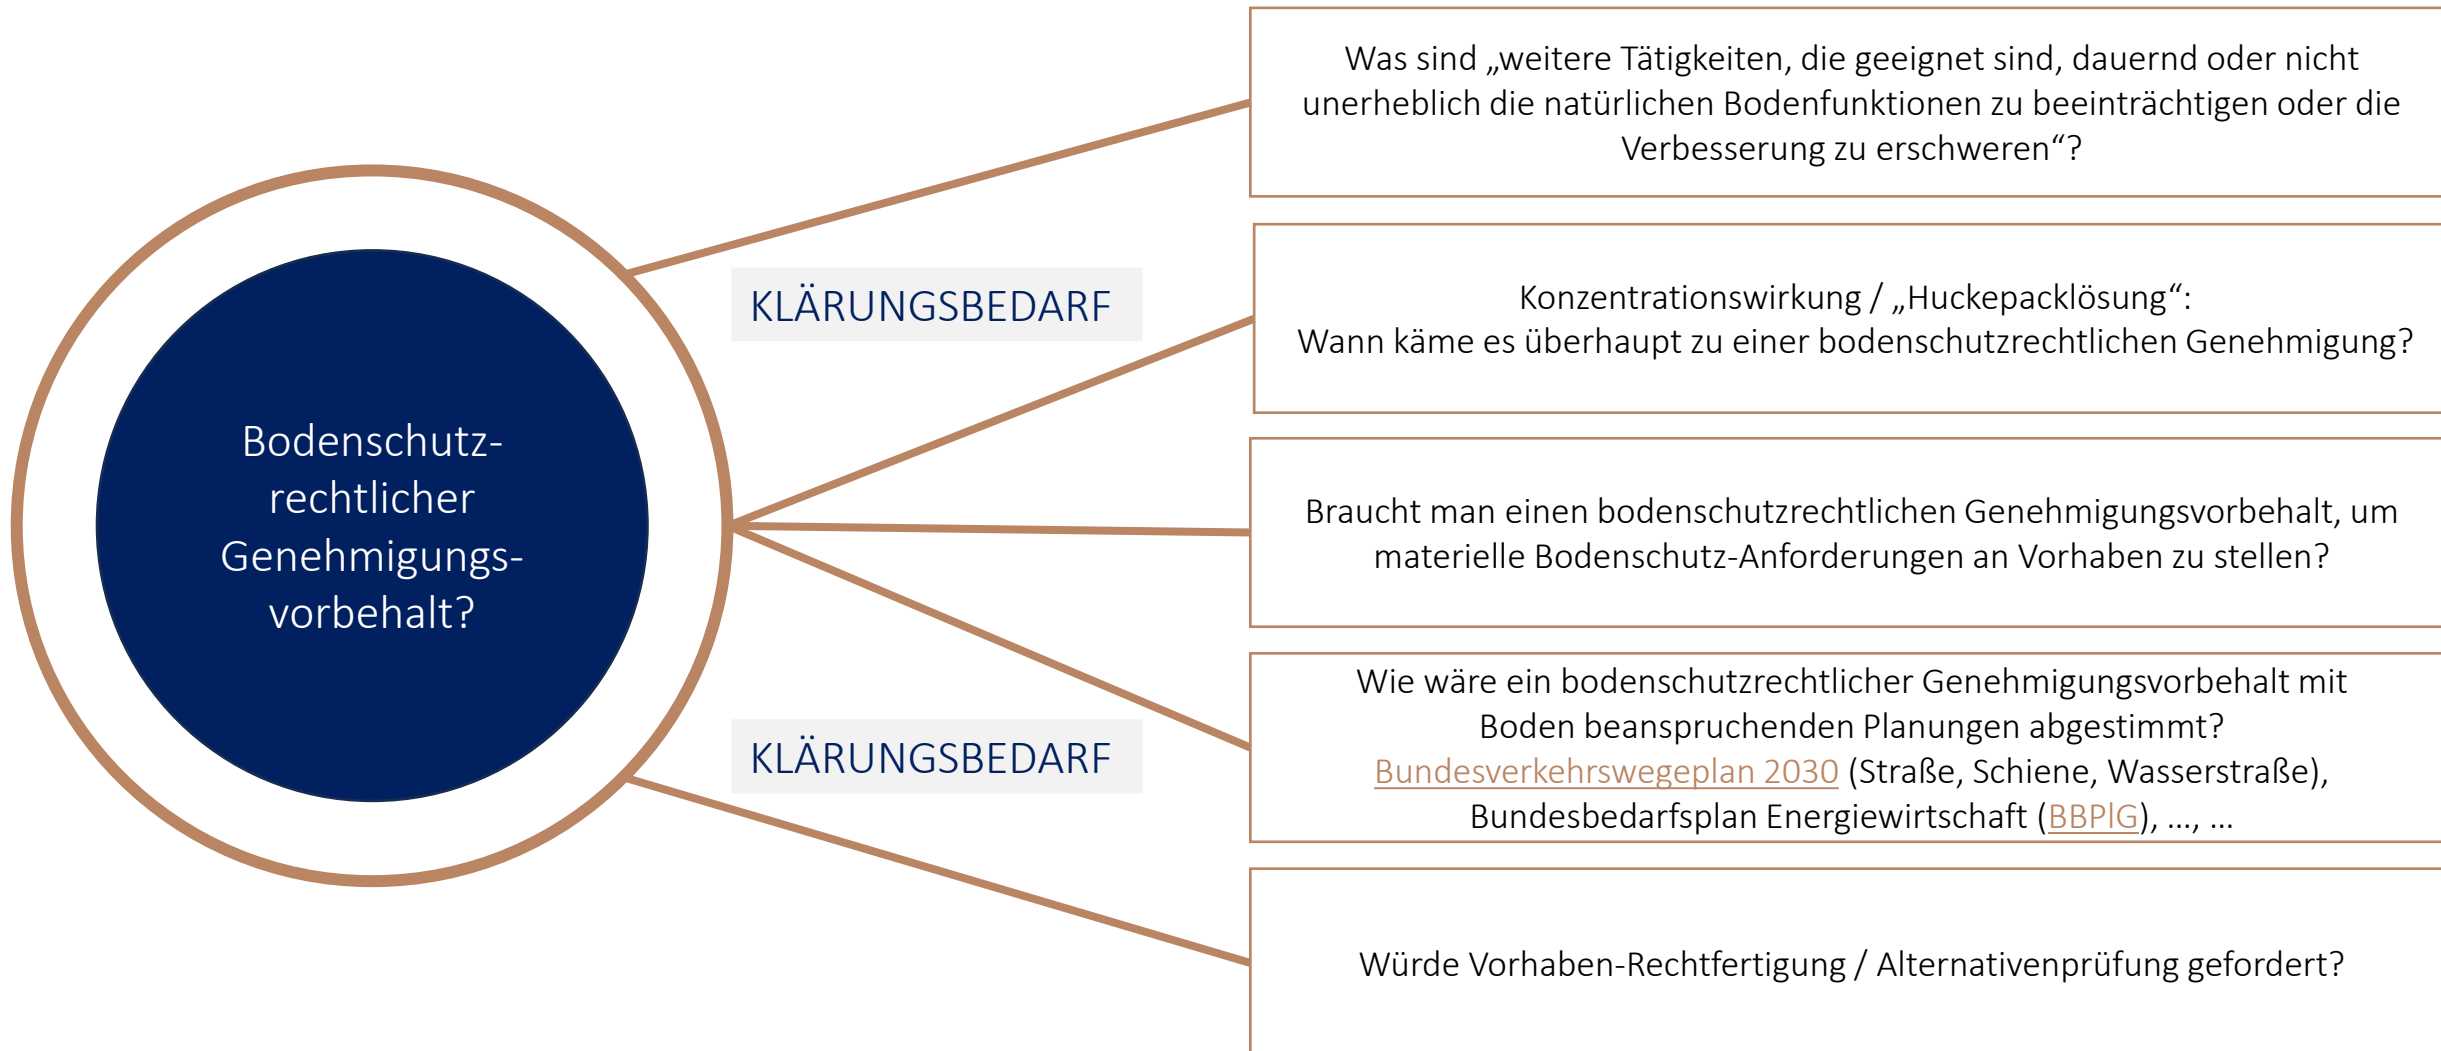 Bodenschutz-
rechtlicher
Genehmigungs-
vorbehalt?
KLÄRUNGSBEDARF
KLÄRUNGSBEDARF
Was sind „weitere Tätigkeiten, die geeignet sind, dauernd oder nicht
unerheblich die natürlichen Bodenfunktionen zu beeinträchtigen oder die
Verbesserung zu erschweren“?
Konzentrationswirkung / „Huckepacklösung“:
Wann käme es überhaupt zu einer bodenschutzrechtlichen Genehmigung?
Braucht man einen bodenschutzrechtlichen Genehmigungsvorbehalt, um
materielle Bodenschutz-Anforderungen an Vorhaben zu stellen?
Wie wäre ein bodenschutzrechtlicher Genehmigungsvorbehalt mit
Boden beanspruchenden Planungen abgestimmt?
Bundesverkehrswegeplan 2030 (Straße, Schiene, Wasserstraße),
Bundesbedarfsplan Energiewirtschaft (BBPlG), ..., ...
Würde Vorhaben-Rechtfertigung / Alternativenprüfung gefordert?